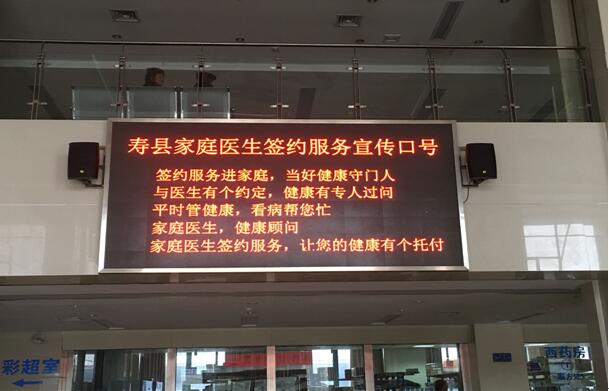 寿县家庭医生签约服务宣传口号
签约服务进家庭，当好健康守门人
与医生有个约定，健康有专人过问
平时管健康，看病帮您忙
家庭医生，健康顾问
家庭医生签约服务，让您的健康有个托付
彩超室
西药房